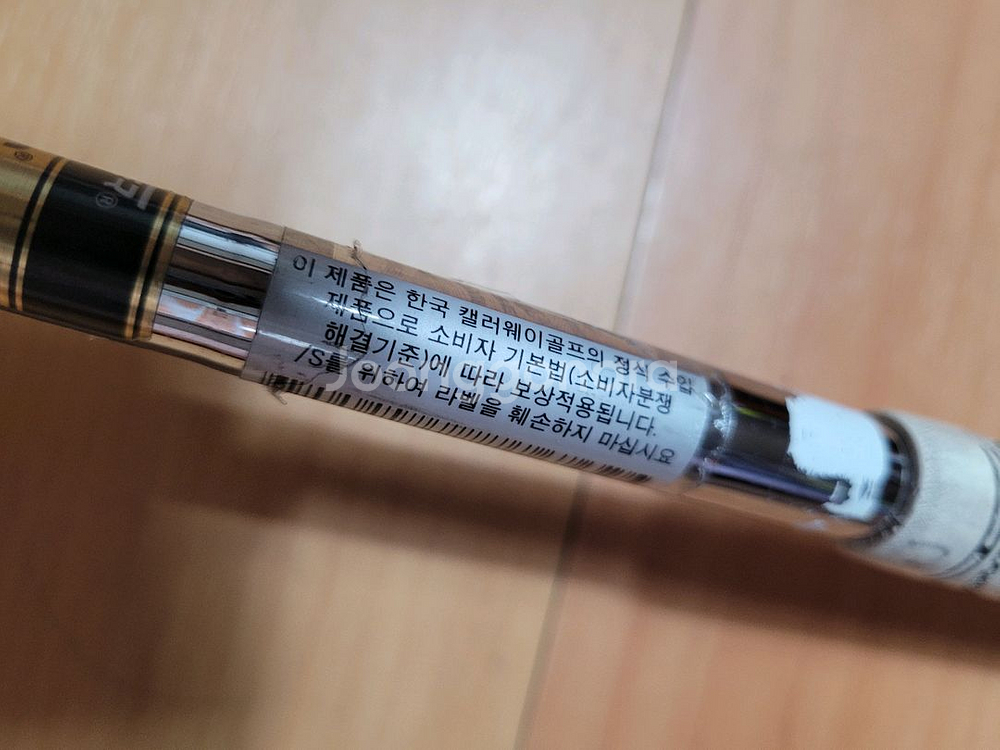 이 제품은 한국 캘러웨이골프의 정식 수입
제품으로 소비자 기본법(소비자분쟁
해결기준)에 따라 보상적용됩니다.
/S를 위하여 라벨을 훼손하지 마십시요
Joonggonara